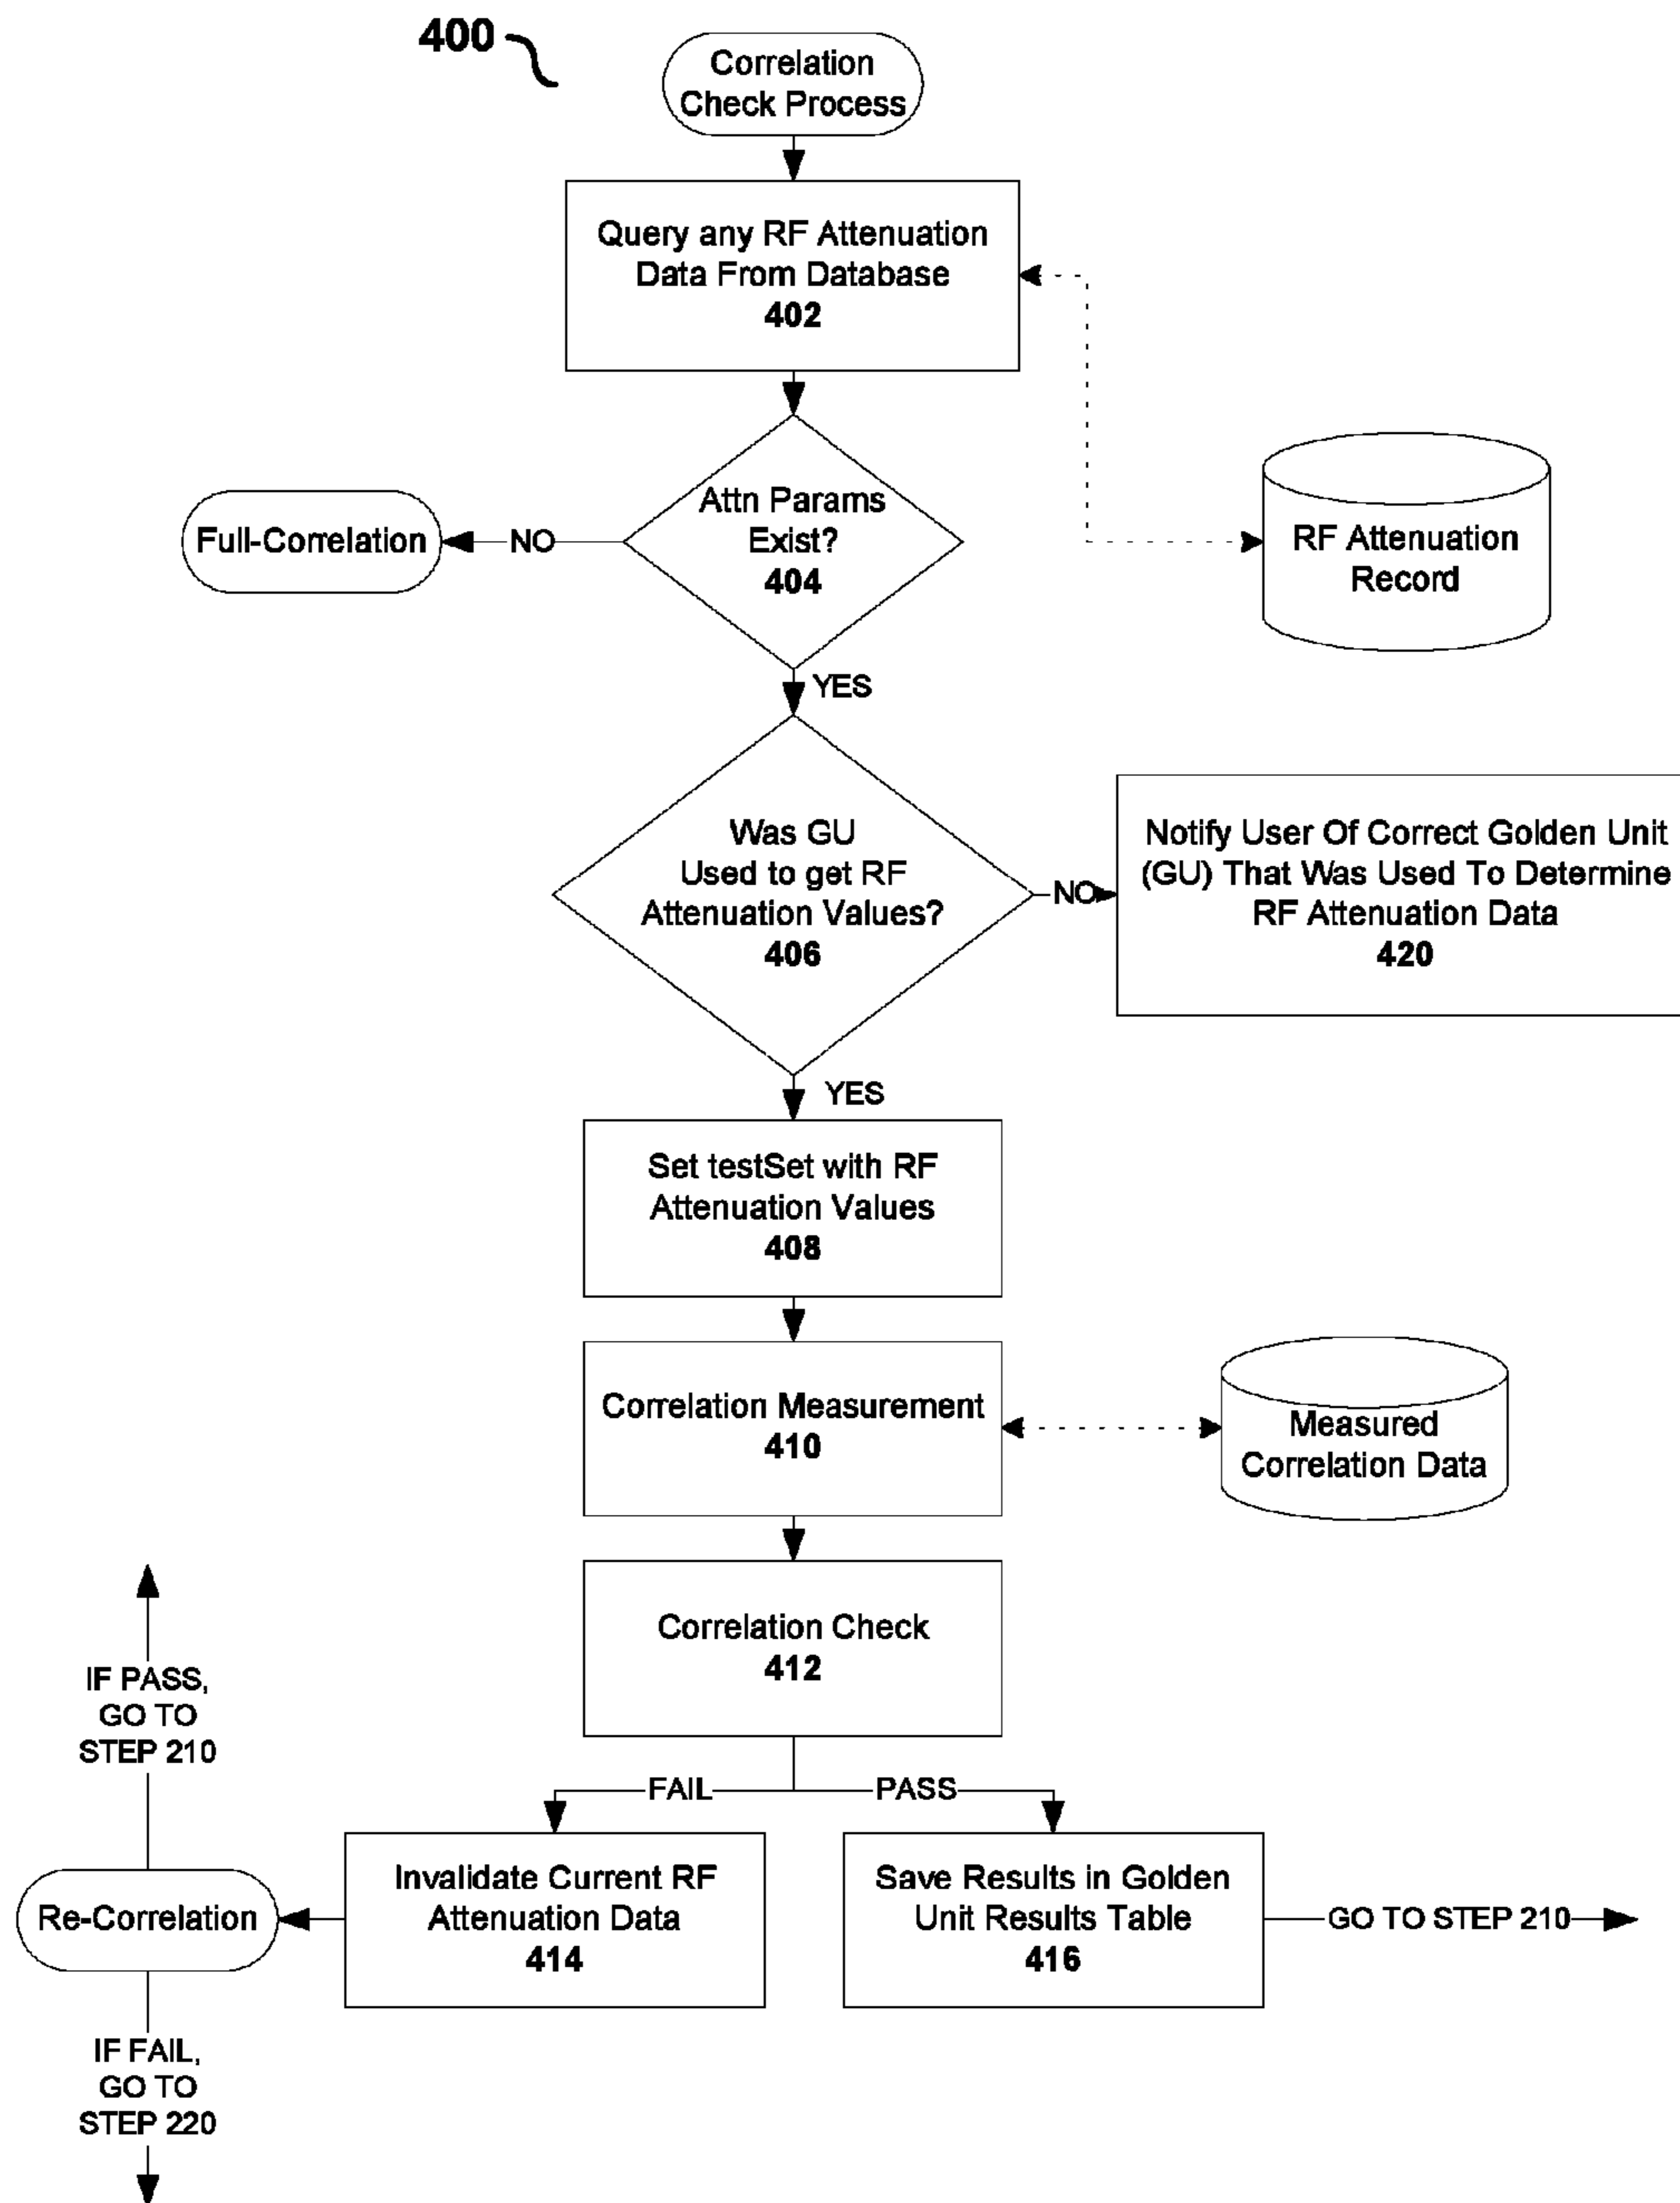 400
Correlation
Check Process
Query any RF Attenuation
Data From Database
402
Attn Params
Exist?
404
NO
Full-Correlation
RF Attenuation
Record
YES
Was GU
Used to get RF
Attenuation Values?
406
NO
Notify User Of Correct Golden Unit
(GU) That Was Used To Determine
RF Attenuation Data
420
YES
Set testSet with RF
Attenuation Values
408
Correlation Measurement
410
Measured
Correlation Data
Correlation Check
412
FAIL
PASS
Invalidate Current RF
Attenuation Data
414
Save Results in Golden
Unit Results Table
416
GO TO STEP 210
Re-Correlation
IF PASS,
GO TO
STEP 210
IF FAIL,
GO TO
STEP 220